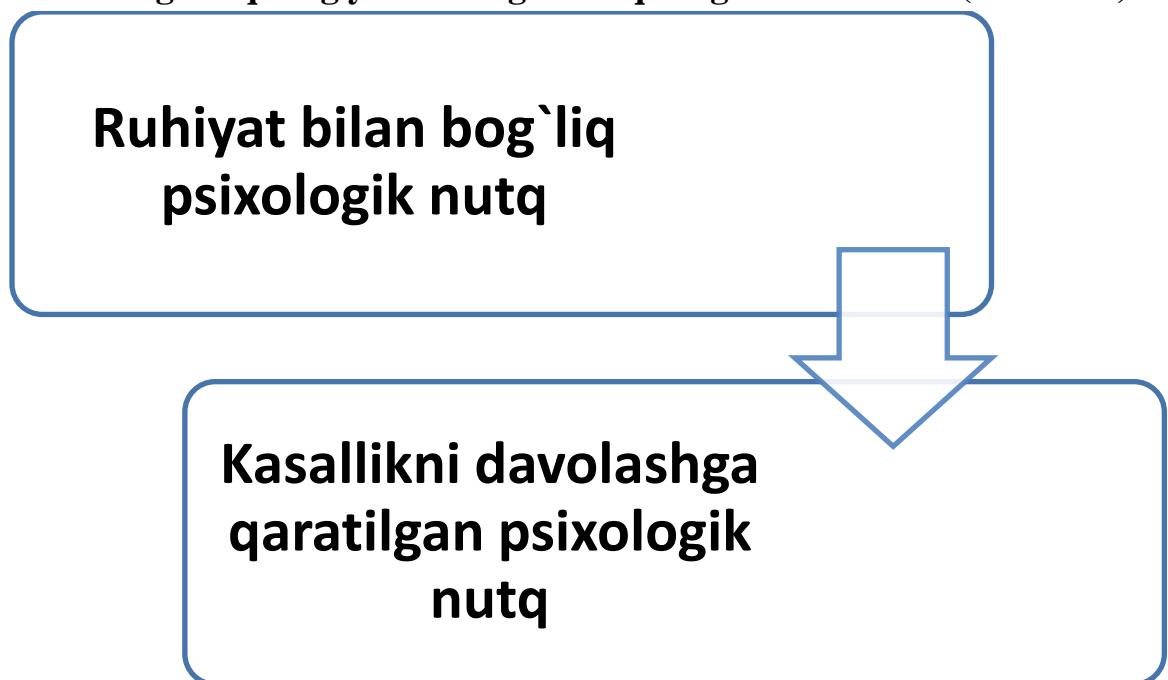 Ruhiyat bilan bog`liq
psixologik nutq
Kasallikni davolashga
qaratilgan psixologik
nutq